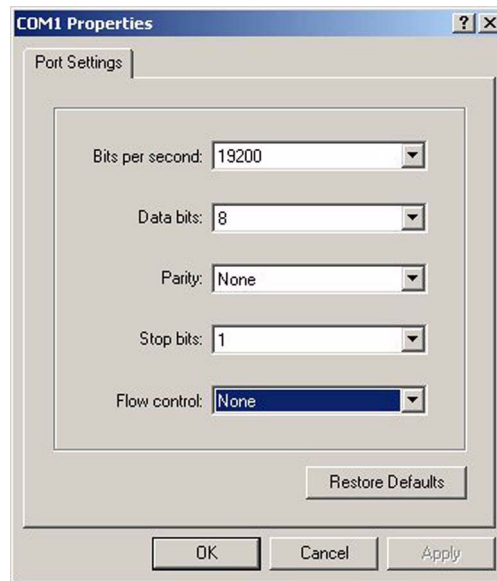 COM1 Properties
Port Settings
Bits per second: 19200
Data bits: 8
Parity: None
Stop bits: 1
Flow control: None
Restore Defaults
OK Cancel Apply